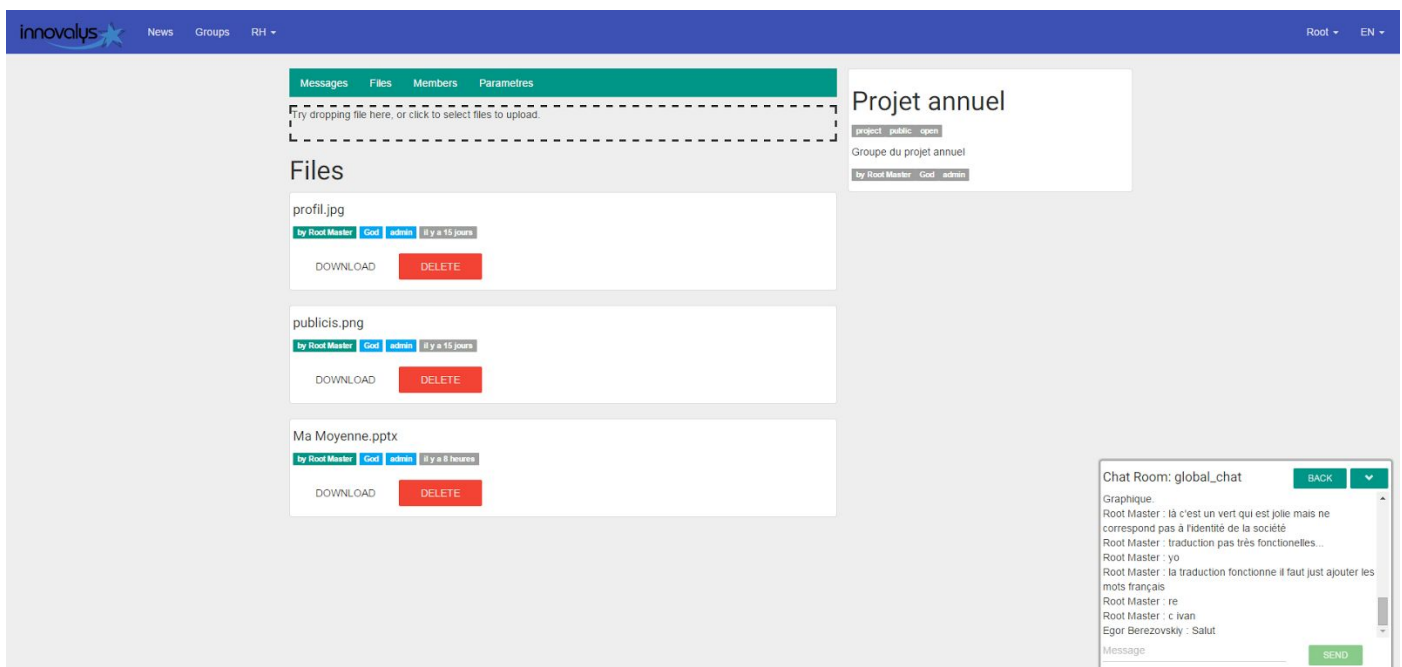 innovalys News Groups RH Root EN
Messages Files Members Parametres
Try dropping file here, or click to select files to upload.
Files
profil.jpg
by Root Master God admin il y a 15 jours
DOWNLOAD DELETE
publicis.png
by Root Master God admin il y a 15 jours
DOWNLOAD DELETE
Ma Moyenne.pptx
by Root Master God admin il y a 8 heures
DOWNLOAD DELETE
Projet annuel
project public open
Groupe du projet annuel
by Root Master God admin
Chat Room: global_chat BACK
Graphique.
Root Master : là c'est un vert qui est jolie mais ne
correspond pas à l'identité de la société
Root Master : traduction pas très fonctionelles...
Root Master : yo
Root Master : la traduction fonctionne il faut just ajouter les
mots français
Root Master : re
Root Master : c ivan
Egor Berezovskiy : Salut
Message SEND